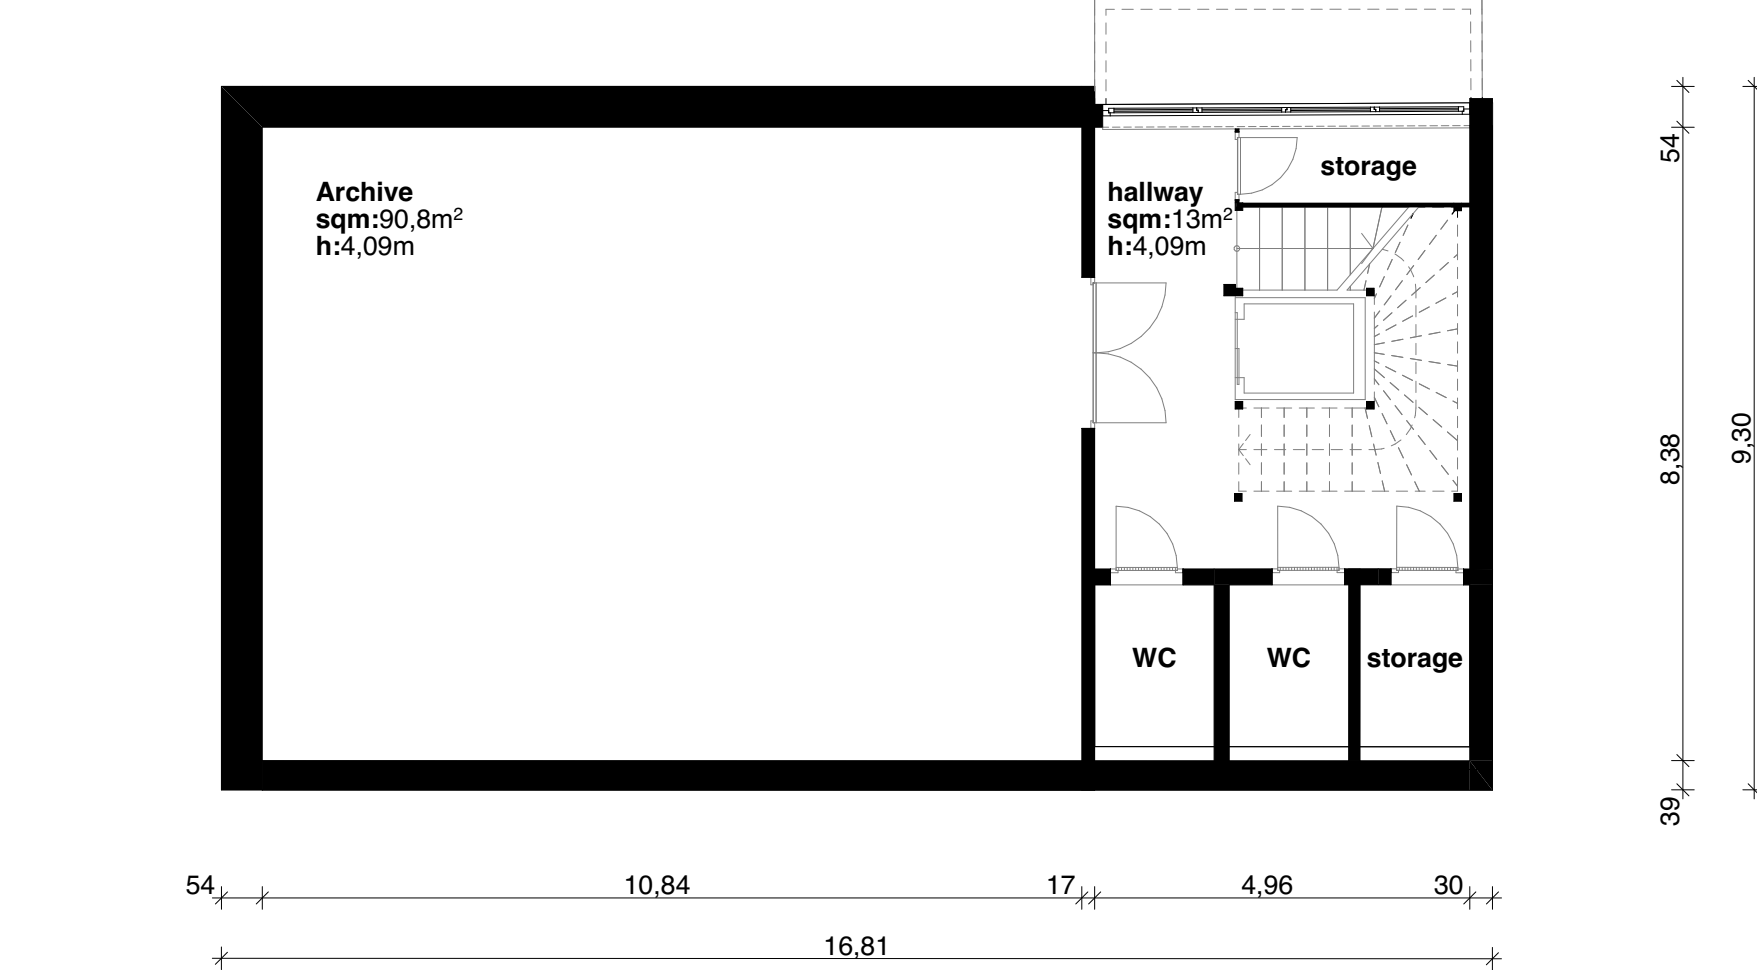 Archive
sqm:90,8m²
h:4,09m
hallway
sqm:13m²
h:4,09m
storage
WC
WC
storage
54
8,38
39
9,30
54
10,84
17
4,96
30
16,81